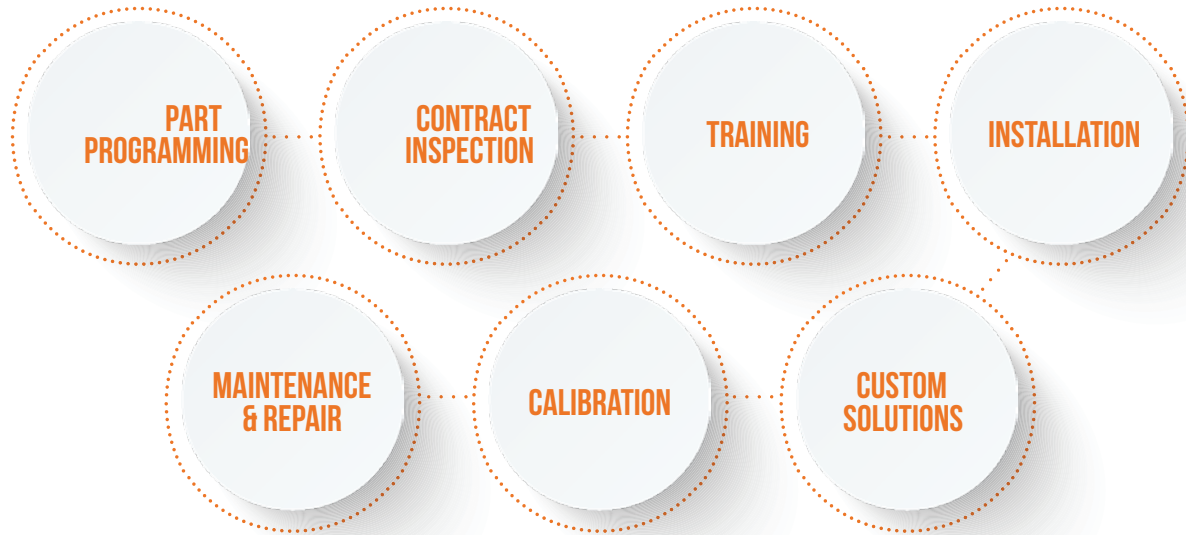 PART
PROGRAMMING
CONTRACT
INSPECTION
TRAINING
INSTALLATION
MAINTENANCE
& REPAIR
CALIBRATION
CUSTOM
SOLUTIONS